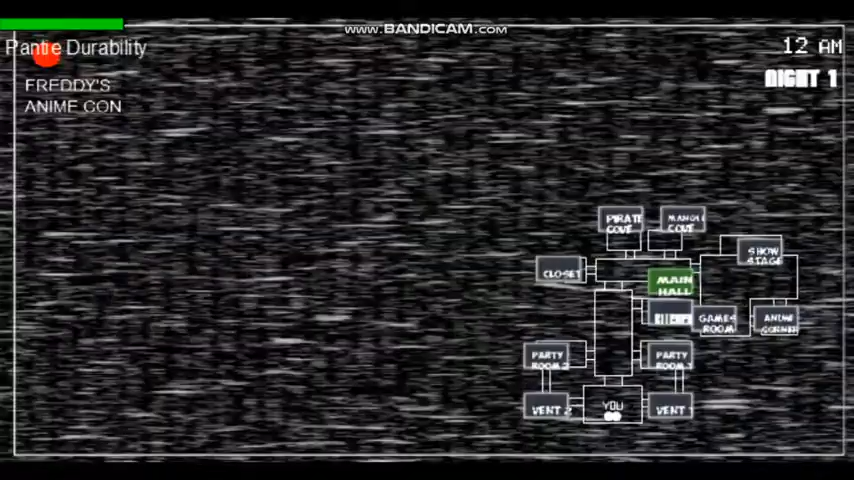 www.BANDICAM.com
Pantie Durability
12 AM
NIGHT 1
FREDDY'S
ANIME CON
PIRATE
COVE
MANGLE
COVE
SHOW
STAGE
CLOSET
MAIN
HALL
GAMES
ROOM
ANIME
CORNER
PARTY
ROOM 2
PARTY
ROOM 1
VENT 2
YOU
VENT 1